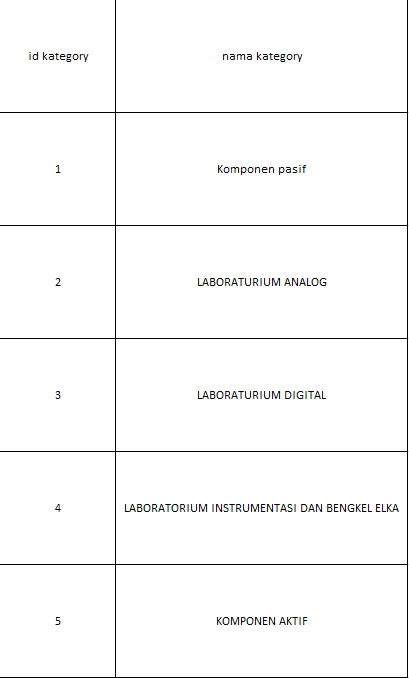 id kategory nama kategory
1 Komponen pasif
2 LABORATURIUM ANALOG
3 LABORATURIUM DIGITAL
4 LABORATORIUM INSTRUMENTASI DAN BENGKEL ELKA
5 KOMPONEN AKTIF